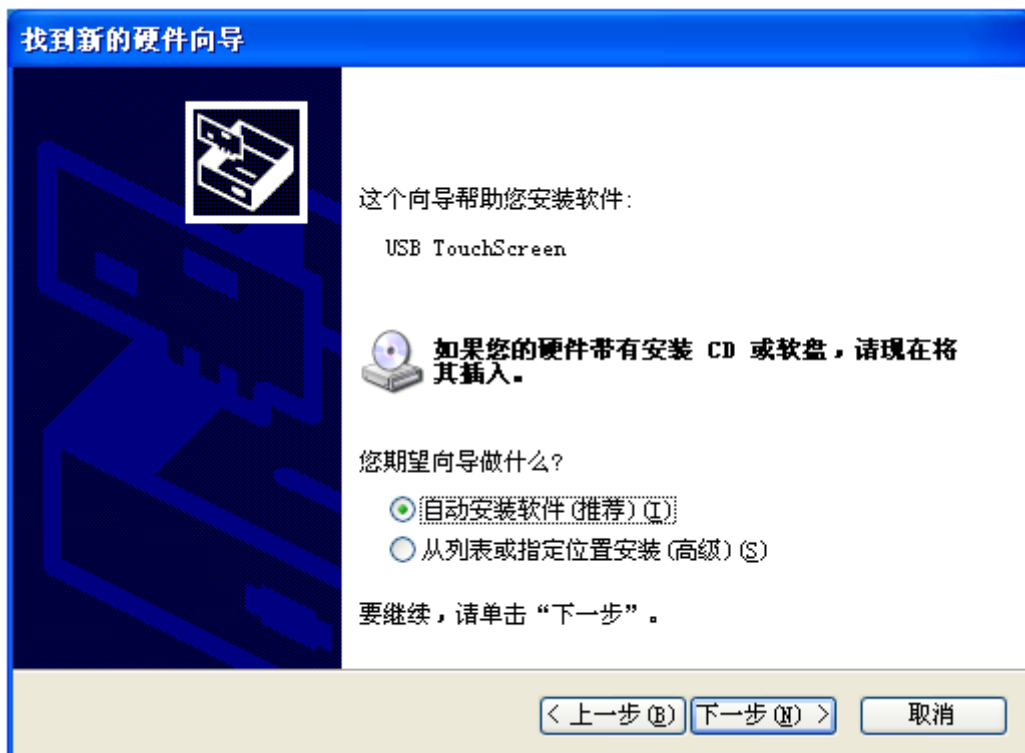 找到新的硬件向导
这个向导帮助您安装软件:
USB TouchScreen
如果您的硬件带有安装 CD 或软盘，请现在将
其插入。
您期望向导做什么?
自动安装软件(推荐)(I)
从列表或指定位置安装(高级)(S)
要继续，请单击“下一步”。
< 上一步(B) 下一步(N) > 取消